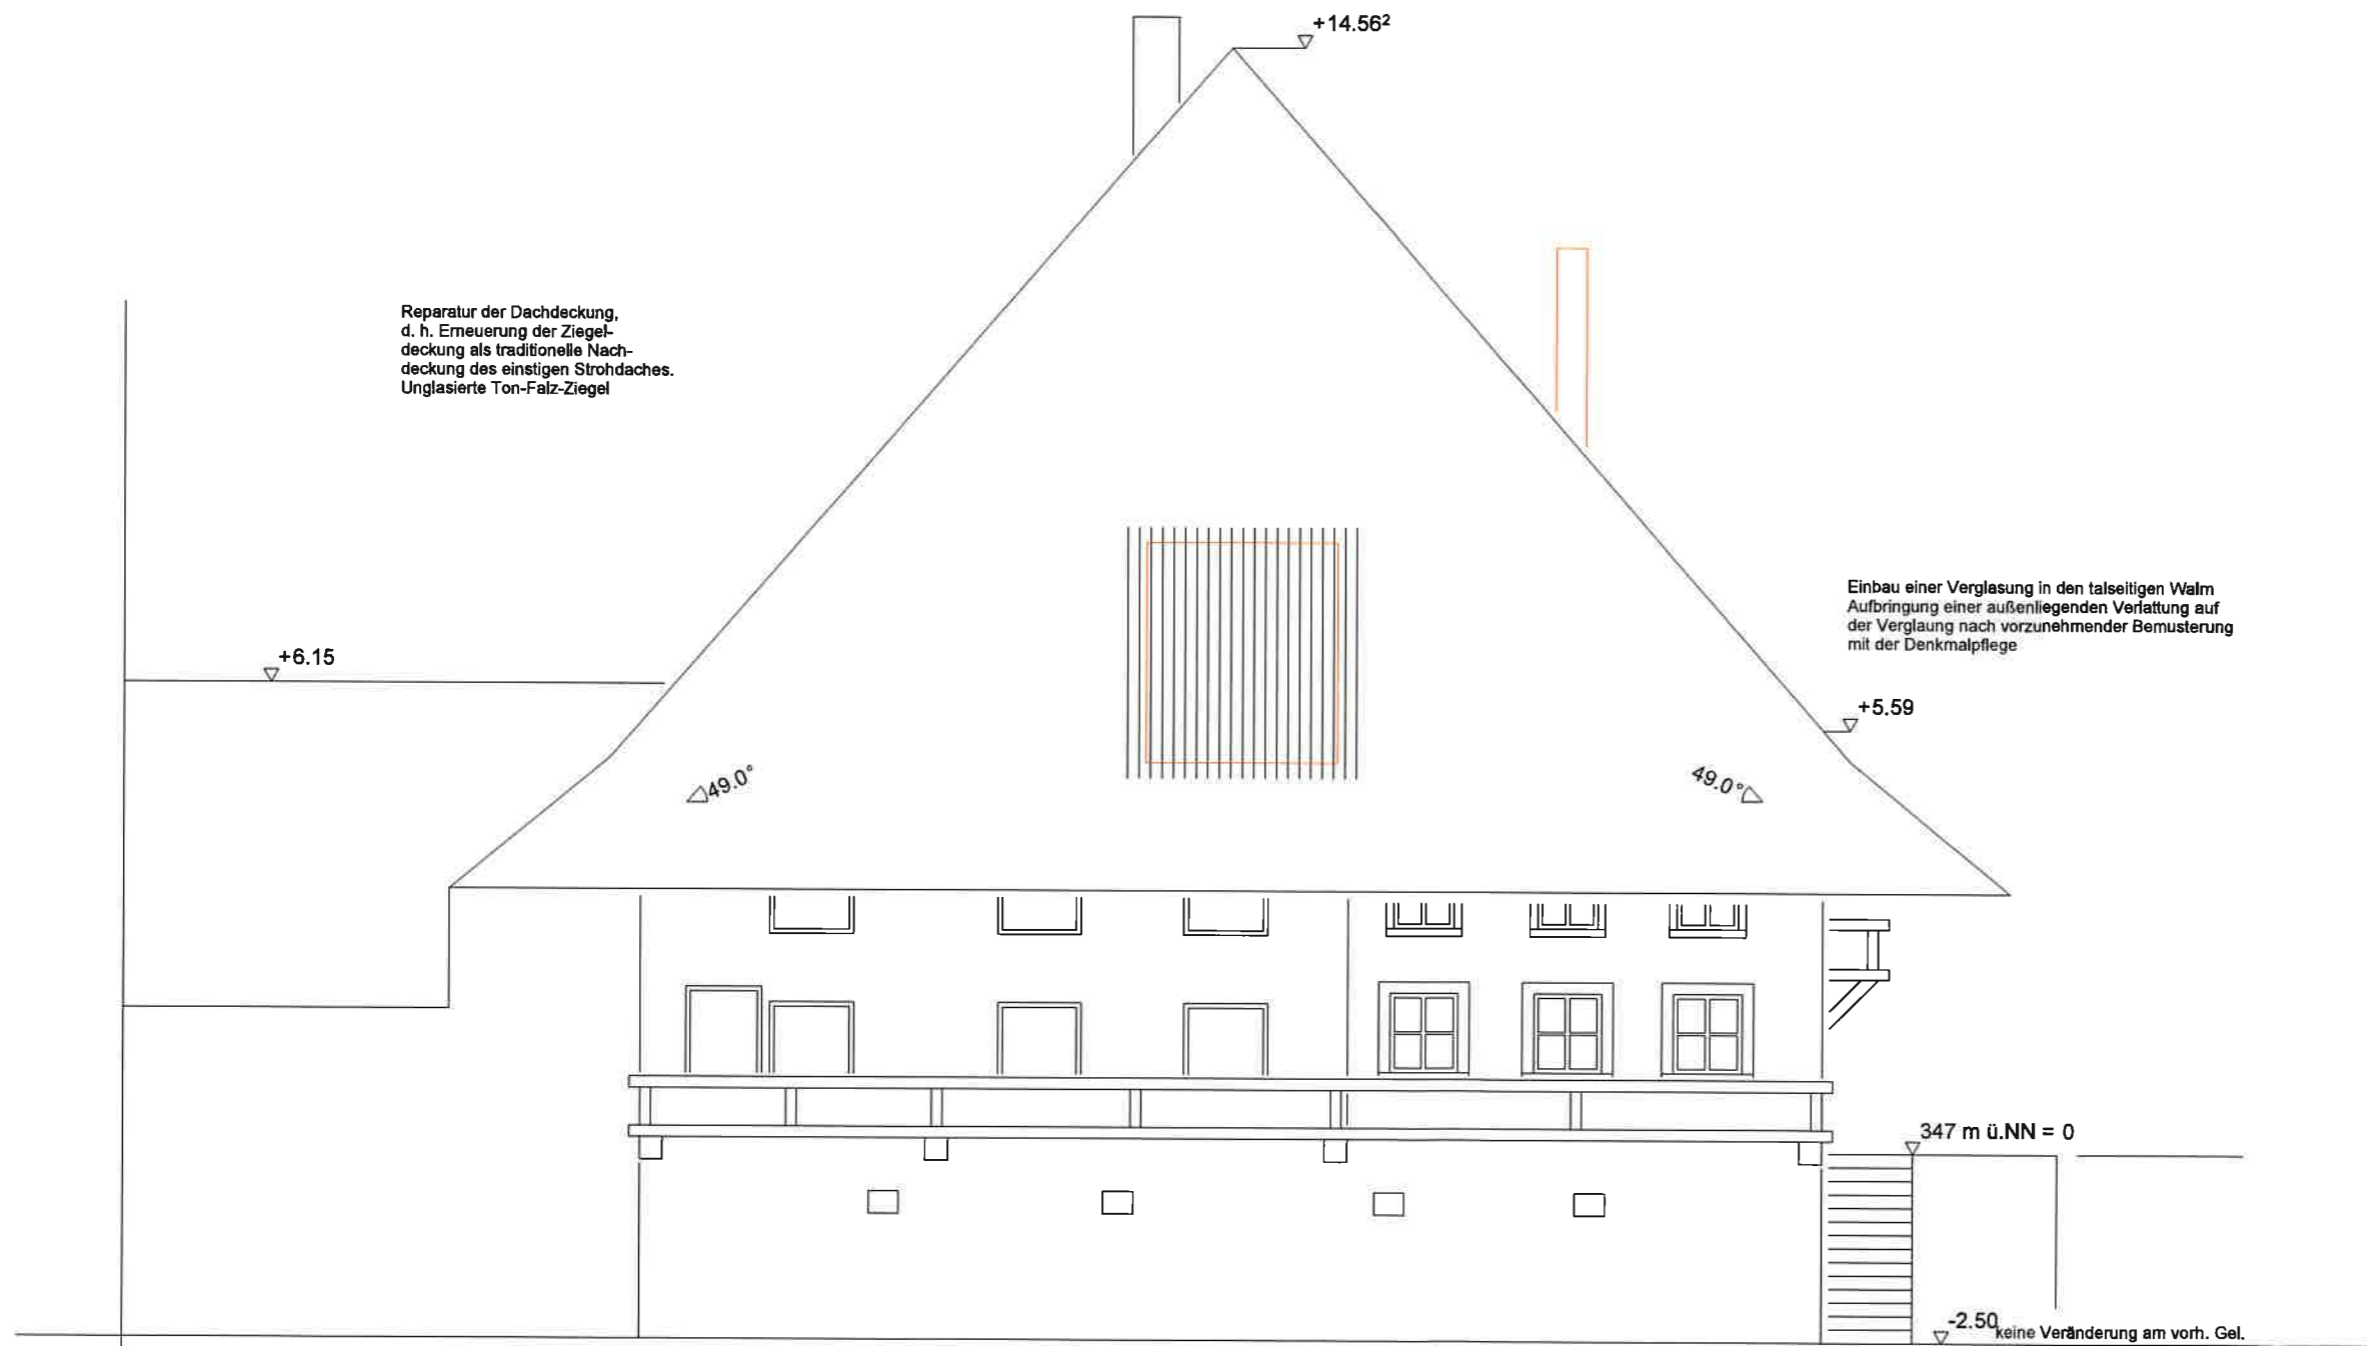 +14.56²
Reparatur der Dachdeckung,
d. h. Erneuerung der Ziegel-
deckung als traditionelle Nach-
deckung des einstigen Strohdaches.
Unglasierte Ton-Falz-Ziegel
Einbau einer Verglasung in den talseitigen Walm
Aufbringung einer außenliegenden Verlattung auf
der Verglaung nach vorzunehmender Bemusterung
mit der Denkmalpflege
+6.15
+5.59
49.0°
49.0°
347 m ü.NN = 0
-2.50
keine Veränderung am vorh. Gel.